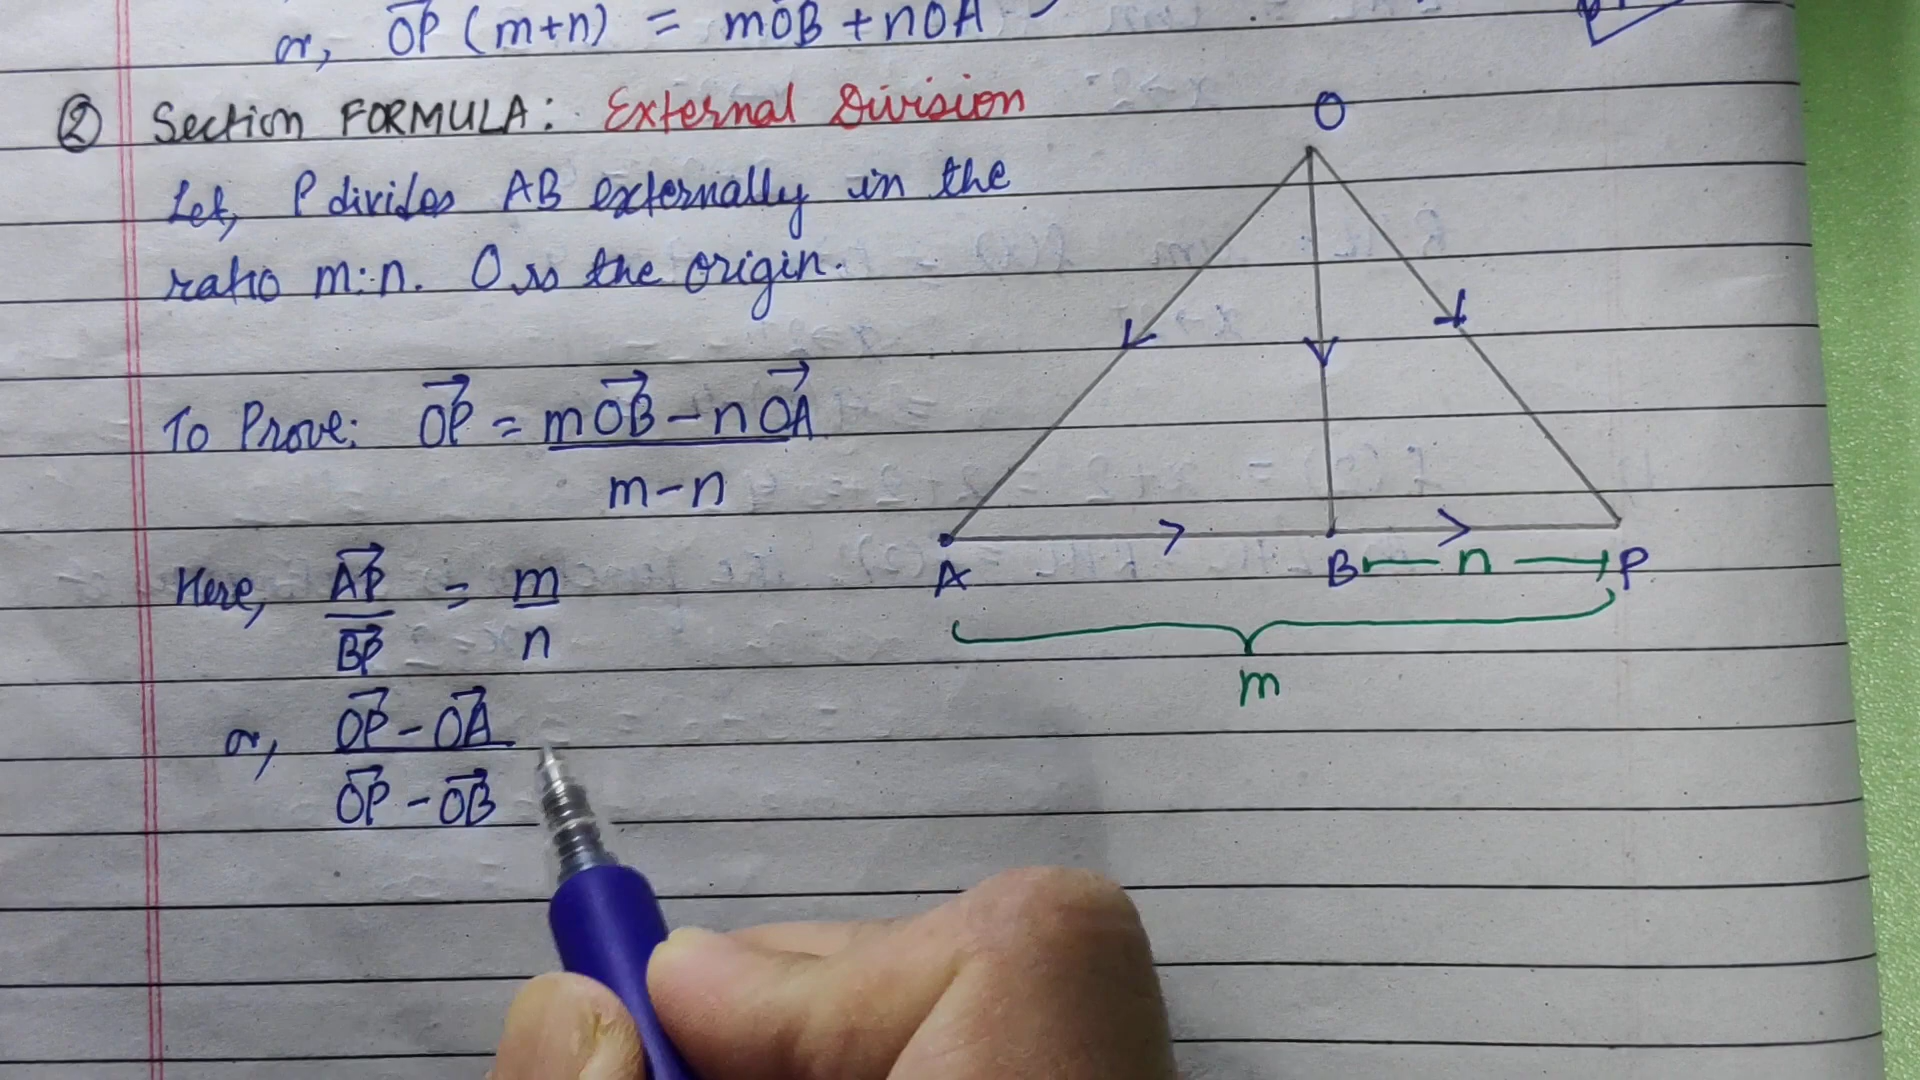 or, OP⃗ (m+n) = mOB⃗ + nOA⃗
② Section FORMULA: External Division
Let, P divides AB externally in the
ratio m:n. O is the origin.
To Prove: OP⃗ = mOB⃗ - nOA⃗
m-n
Here, AP⃗ = m
BP⃗ n
or, OP⃗ - OA⃗
OP⃗ - OB⃗
O
A B n P
m